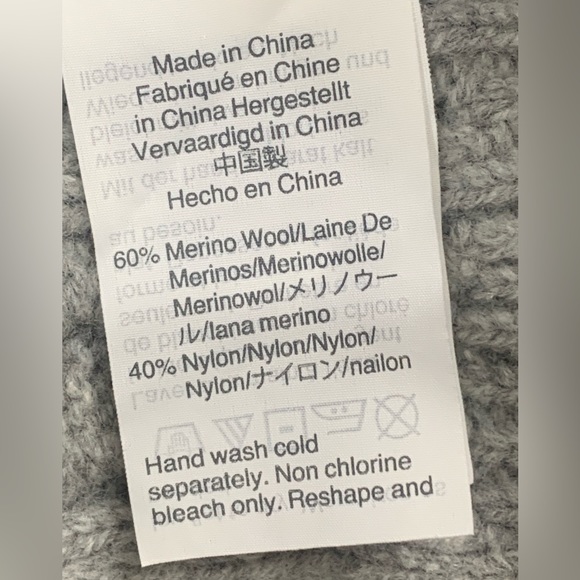 Made in China
Fabriqué en Chine
in China Hergestellt
Vervaardigd in China
中国製
Hecho en China
60% Merino Wool/Laine De
Merinos/Merinowolle/
Merinowol/メリノウー
ル/lana merino
40% Nylon/Nylon/Nylon/
Nylon/ナイロン/nailon
Hand wash cold
separately. Non chlorine
bleach only. Reshape and